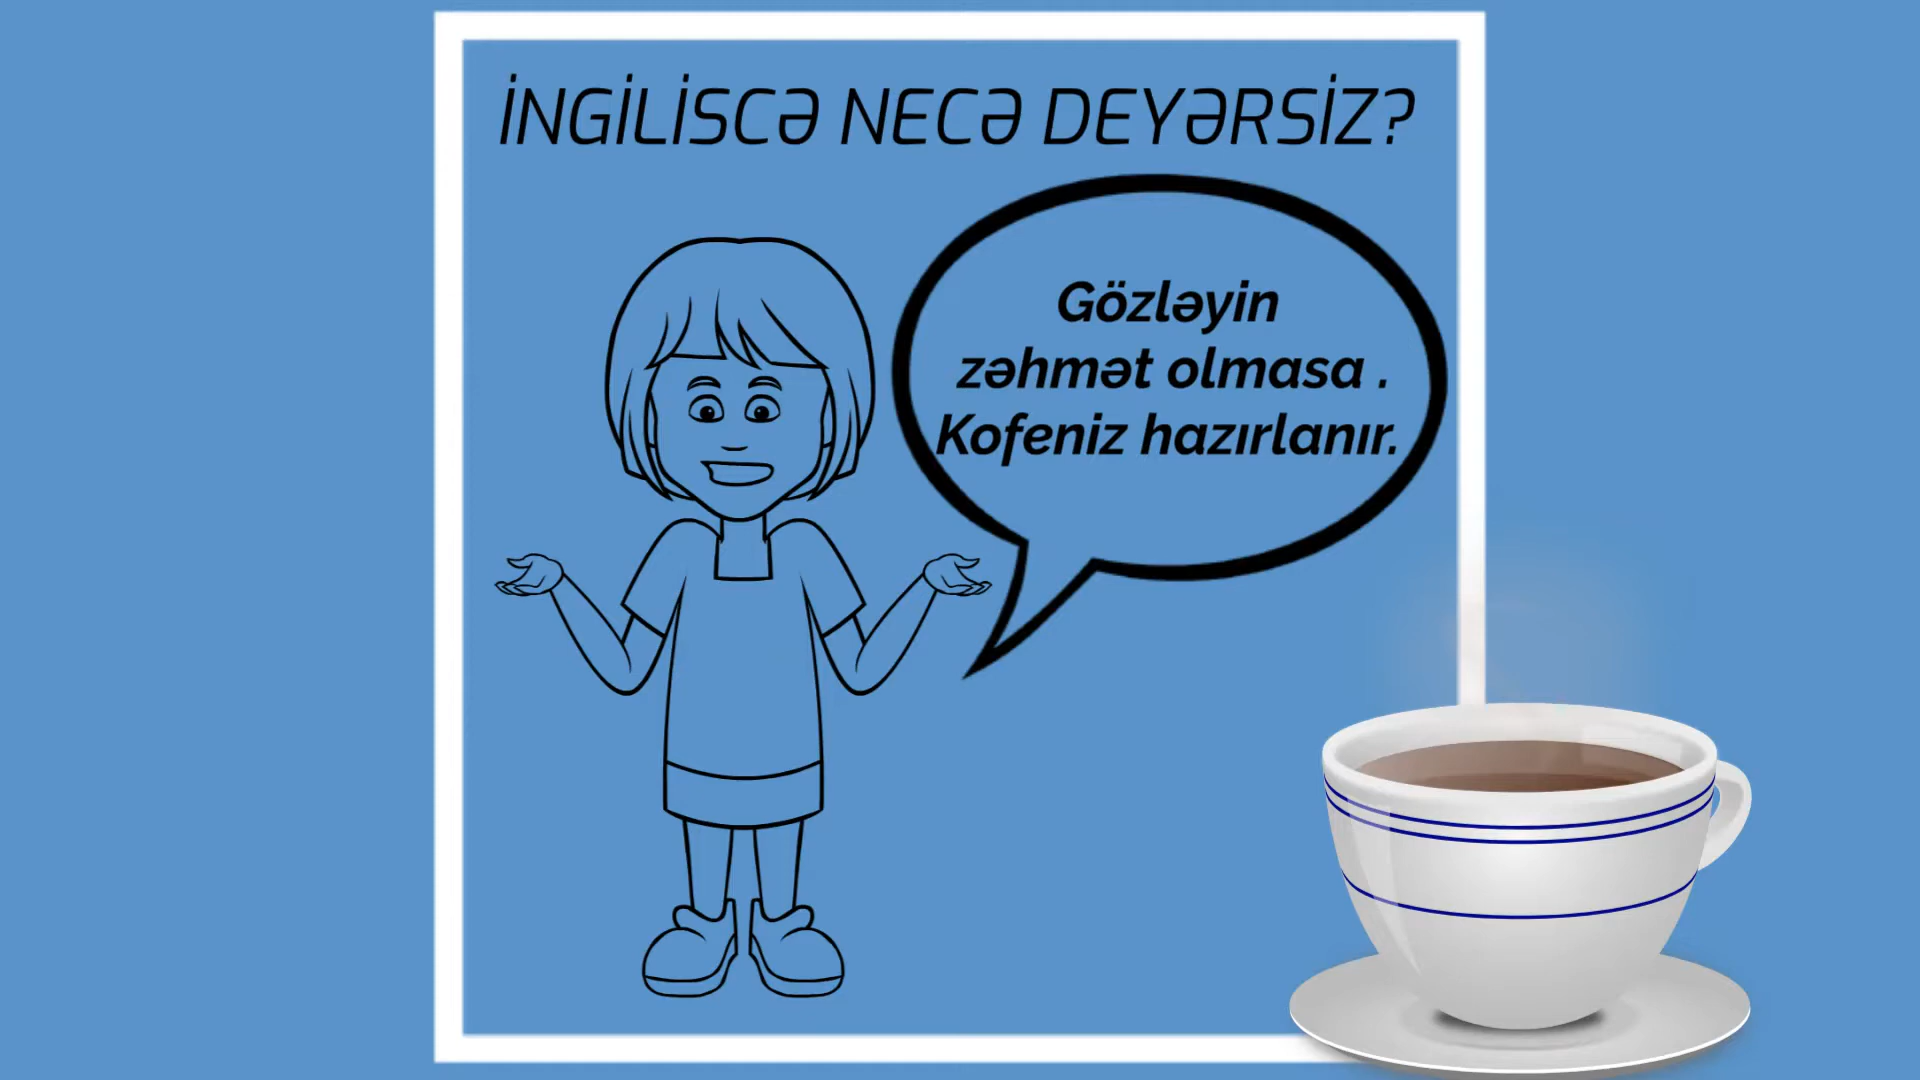 İNGİLİSCƏ NECƏ DEYƏRSİZ?
Gözləyin
zəhmət olmasa .
Kofeniz hazırlanır.